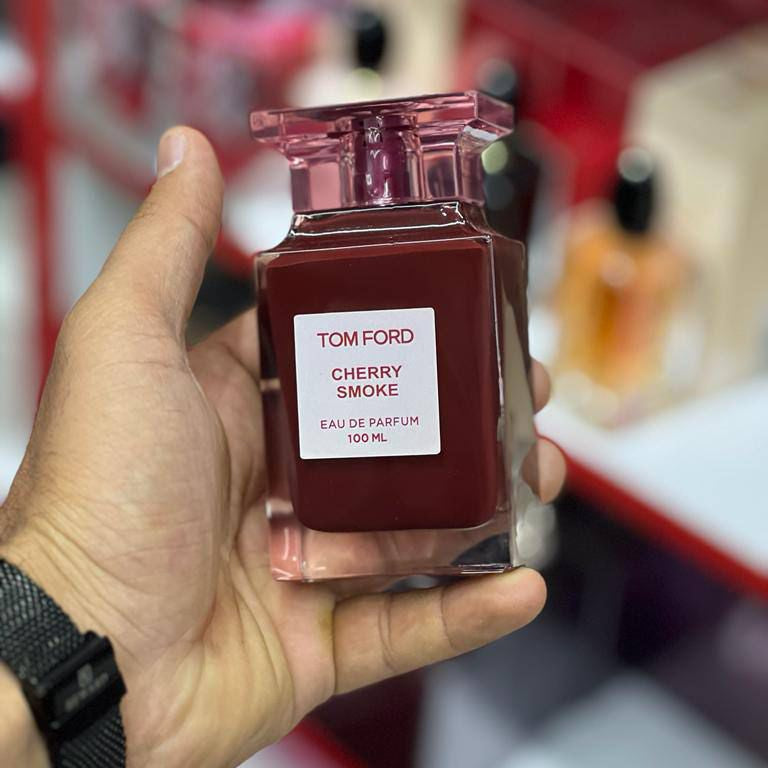 TOM FORD
CHERRY
SMOKE
EAU DE PARFUM
100 ML